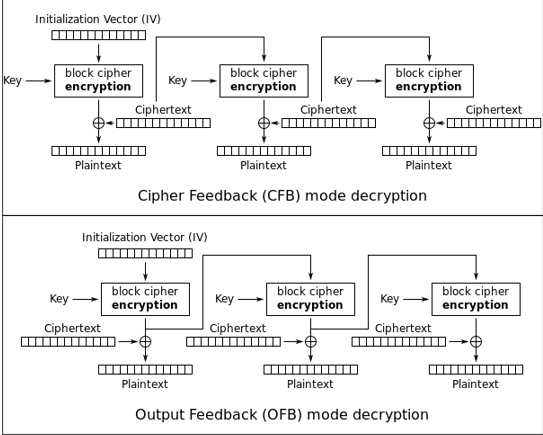 Initialization Vector (IV)
Key
block cipher
encryption
Key
block cipher
encryption
Key
block cipher
encryption
Ciphertext
Ciphertext
Ciphertext
Plaintext
Plaintext
Plaintext
Cipher Feedback (CFB) mode decryption
Initialization Vector (IV)
Key
block cipher
encryption
Key
block cipher
encryption
Key
block cipher
encryption
Ciphertext
Ciphertext
Ciphertext
Plaintext
Plaintext
Plaintext
Output Feedback (OFB) mode decryption